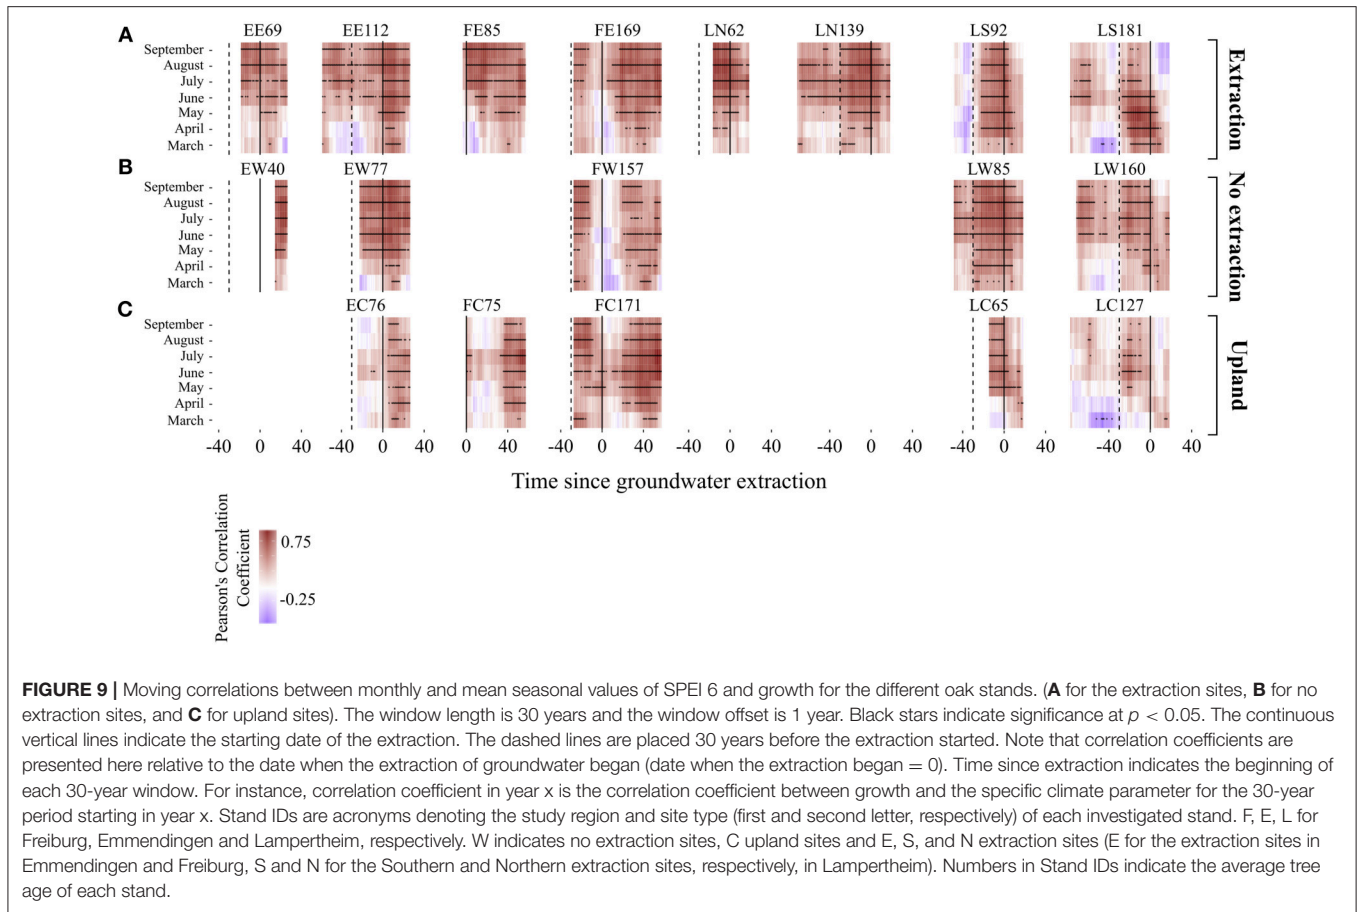 A
EE69 EE112 FE85 FE169 LN62 LN139 LS92 LS181
September -
August -
July -
June -
May -
April -
March -
Extraction
B
EW40 EW77 FW157 LW85 LW160
September -
August -
July -
June -
May -
April -
March -
No extraction
C
EC76 FC75 FC171 LC65 LC127
September -
August -
July -
June -
May -
April -
March -
Upland
-40 0 40 -40 0 40 -40 0 40 -40 0 40 -40 0 40 -40 0 40 -40 0 40 -40 0 40
Time since groundwater extraction
Pearson's Correlation
Coefficient
0.75
-0.25
FIGURE 9 | Moving correlations between monthly and mean seasonal values of SPEI 6 and growth for the different oak stands. (A for the extraction sites, B for no
extraction sites, and C for upland sites). The window length is 30 years and the window offset is 1 year. Black stars indicate significance at p < 0.05. The continuous
vertical lines indicate the starting date of the extraction. The dashed lines are placed 30 years before the extraction started. Note that correlation coefficients are
presented here relative to the date when the extraction of groundwater began (date when the extraction began = 0). Time since extraction indicates the beginning of
each 30-year window. For instance, correlation coefficient in year x is the correlation coefficient between growth and the specific climate parameter for the 30-year
period starting in year x. Stand IDs are acronyms denoting the study region and site type (first and second letter, respectively) of each investigated stand. F, E, L for
Freiburg, Emmendingen and Lampertheim, respectively. W indicates no extraction sites, C upland sites and E, S, and N extraction sites (E for the extraction sites in
Emmendingen and Freiburg, S and N for the Southern and Northern extraction sites, respectively, in Lampertheim). Numbers in Stand IDs indicate the average tree
age of each stand.